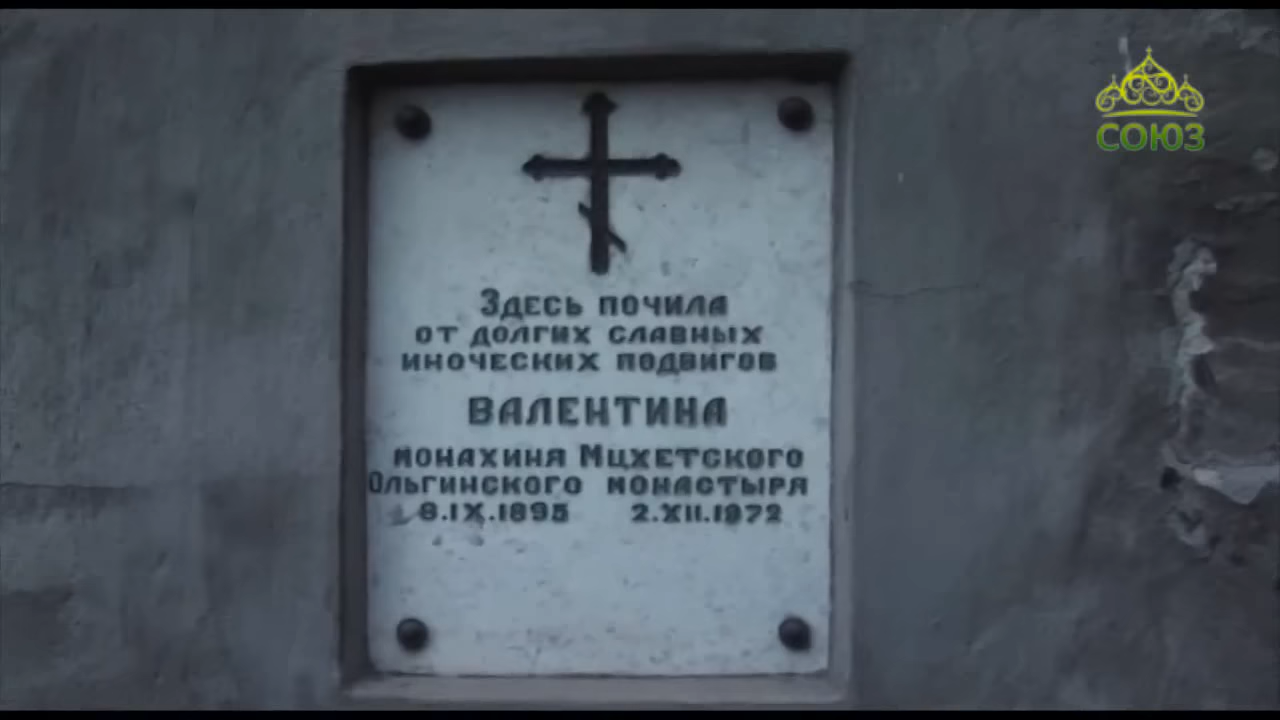 СОЮЗ
Здесь почила
от долгих славных
иноческих подвигов
ВАЛЕНТИНА
монахиня Мцхетского
Ольгинского монастыря
8.IX.1895 2.XII.1972